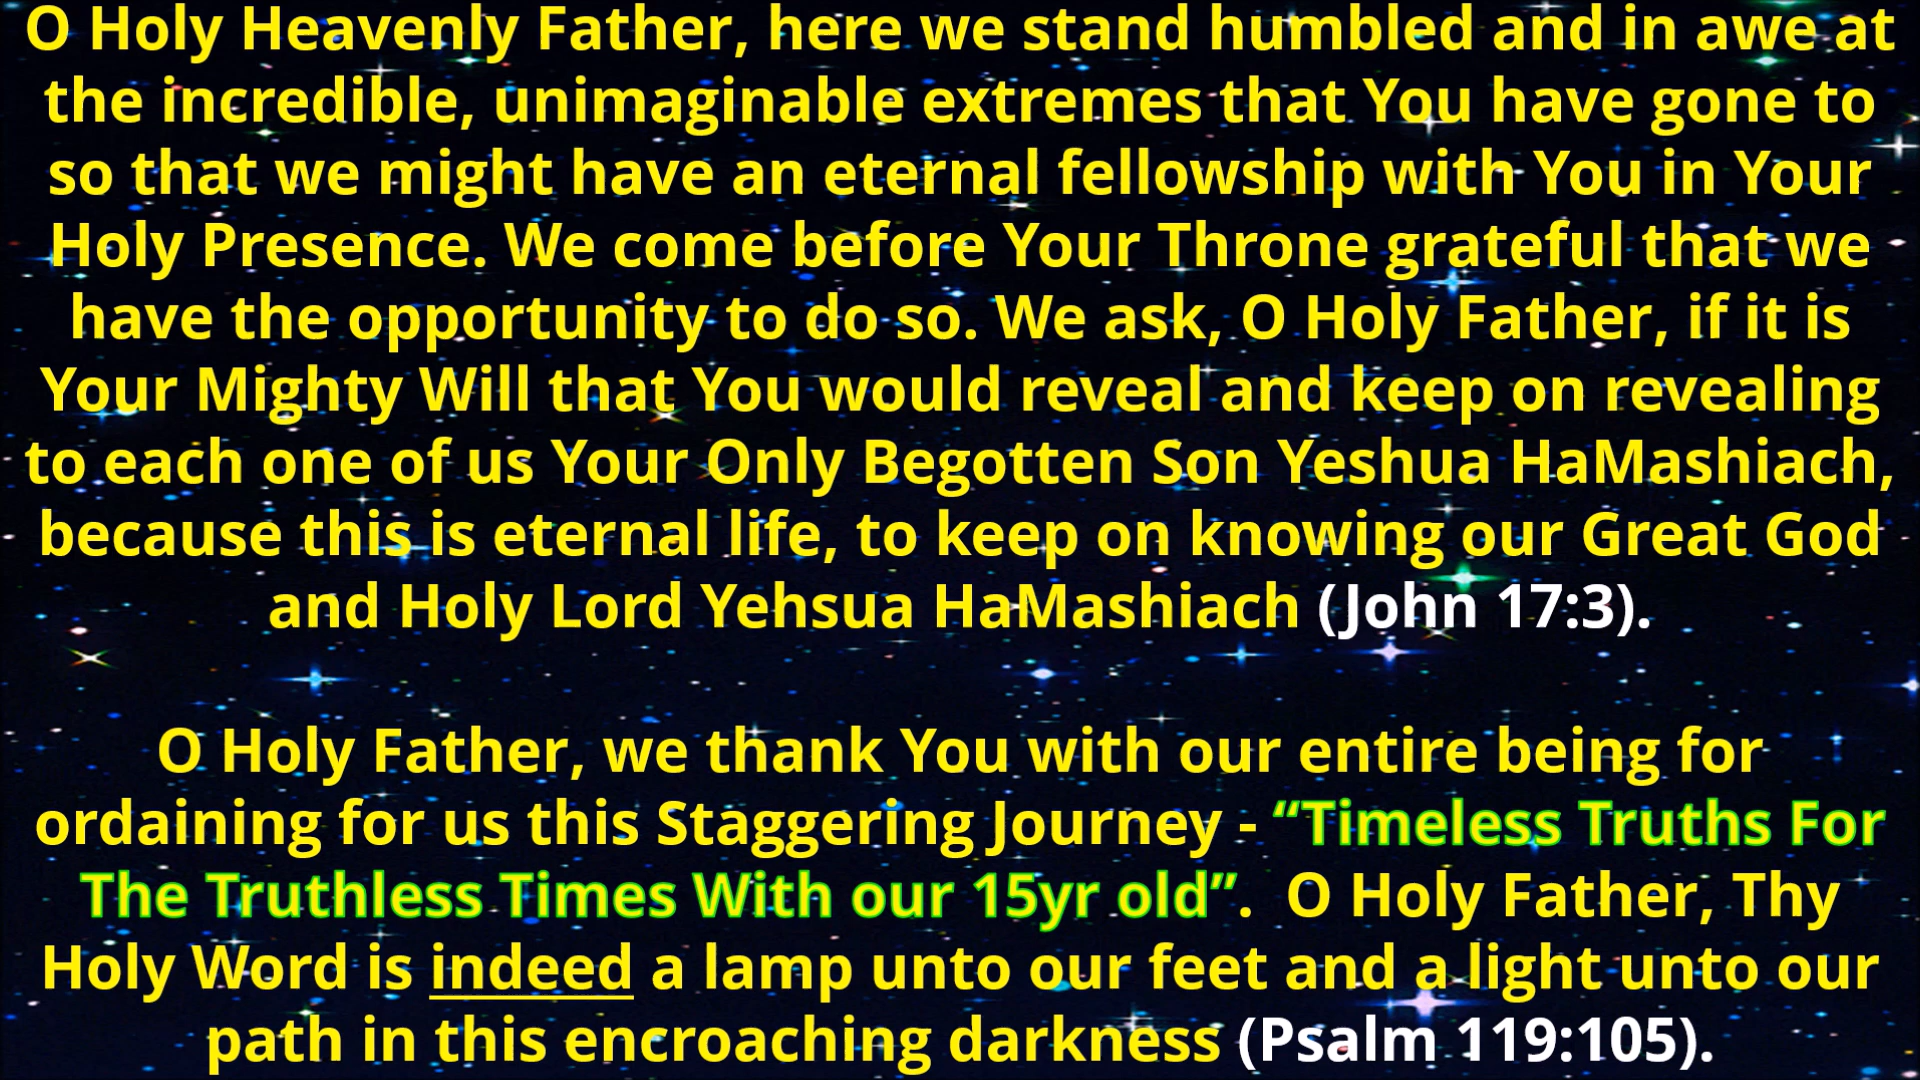 O Holy Heavenly Father, here we stand humbled and in awe at
the incredible, unimaginable extremes that You have gone to
so that we might have an eternal fellowship with You in Your
Holy Presence. We come before Your Throne grateful that we
have the opportunity to do so. We ask, O Holy Father, if it is
Your Mighty Will that You would reveal and keep on revealing
to each one of us Your Only Begotten Son Yeshua HaMashiach,
because this is eternal life, to keep on knowing our Great God
and Holy Lord Yehsua HaMashiach (John 17:3).
O Holy Father, we thank You with our entire being for
ordaining for us this Staggering Journey - “Timeless Truths For
The Truthless Times With our 15yr old”. O Holy Father, Thy
Holy Word is indeed a lamp unto our feet and a light unto our
path in this encroaching darkness (Psalm 119:105).